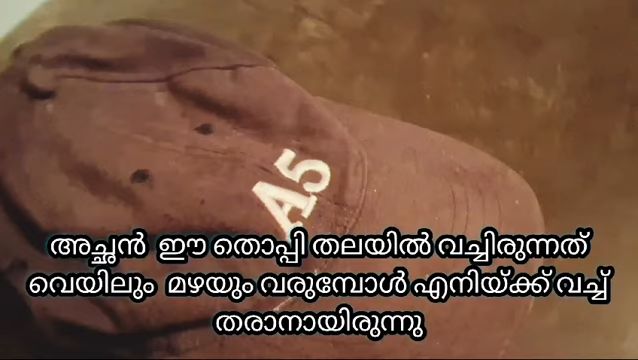 A5
അച്ഛൻ ഈ തൊപ്പി തലയിൽ വച്ചിരുന്നത്
വെയിലും മഴയും വരുമ്പോൾ എനിയ്ക്ക് വച്ച്
തരാനായിരുന്നു